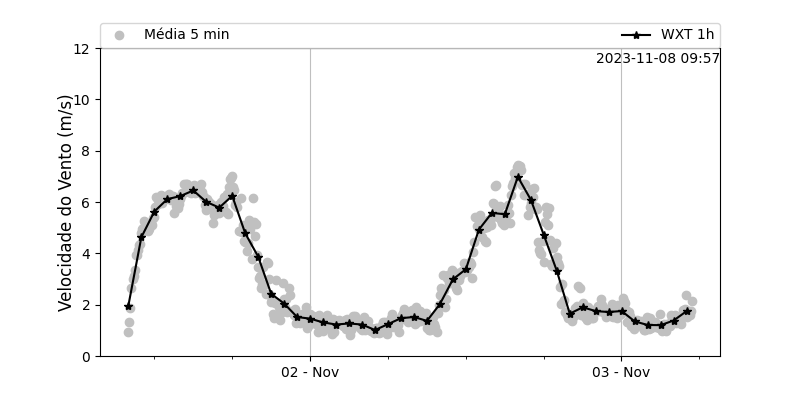 Média 5 min
WXT 1h
2023-11-08 09:57
Velocidade do Vento (m/s)
12
10
8
6
4
2
0
02 - Nov
03 - Nov